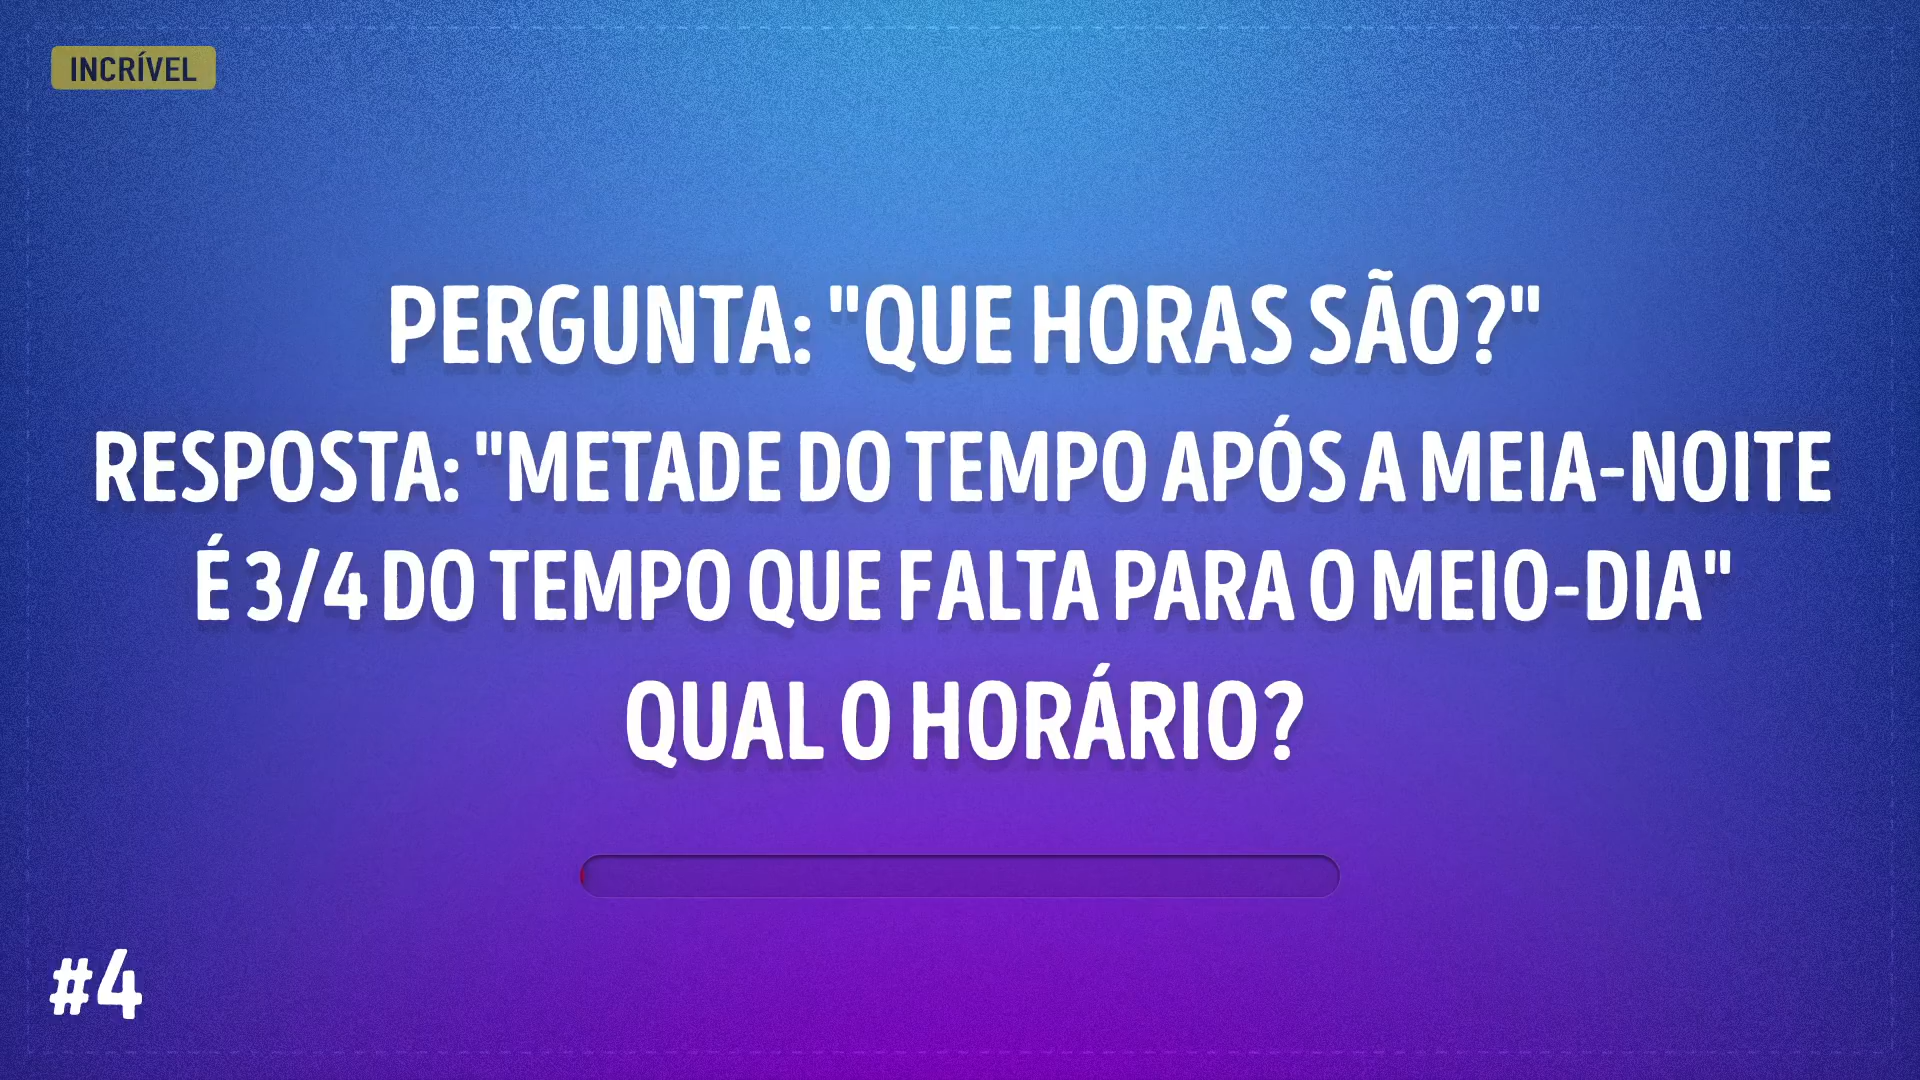 INCRÍVEL
PERGUNTA: "QUE HORAS SÃO?"
RESPOSTA: "METADE DO TEMPO APÓS A MEIA-NOITE
É 3/4 DO TEMPO QUE FALTA PARA O MEIO-DIA"
QUAL O HORÁRIO?
#4